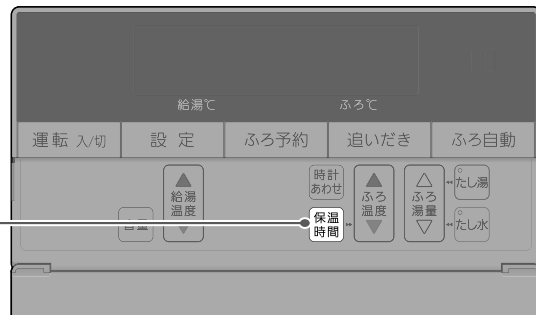 給湯℃ ふろ℃
運転 入/切 設定 ふろ予約 追いだき ふろ自動
時計
あわせ
たし湯
給湯
温度
ふろ
温度
ふろ
湯量
音量
保温
時間
たし水